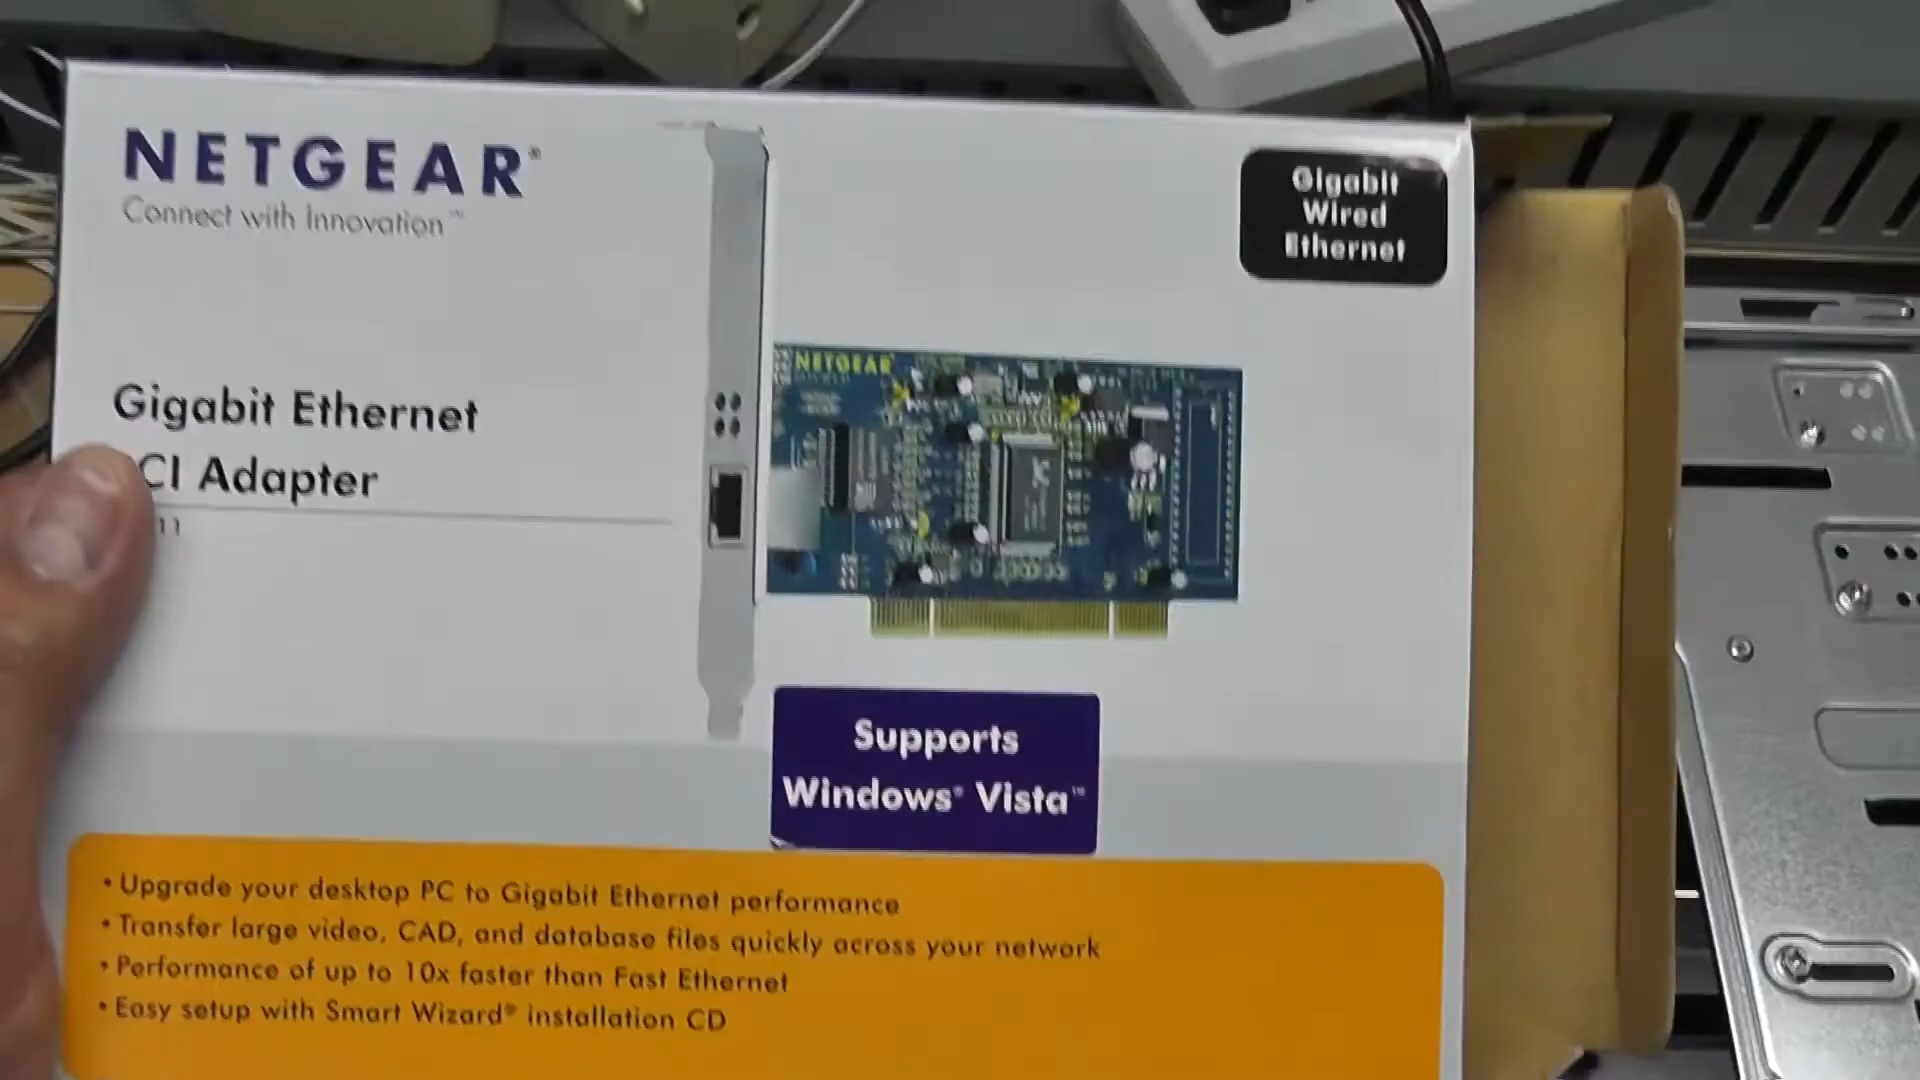 NETGEAR®
Connect with Innovation™
Gigabit
Wired
Ethernet
Gigabit Ethernet
CI Adapter
11
NETGEAR
Supports
Windows® Vista™
• Upgrade your desktop PC to Gigabit Ethernet performance
• Transfer large video, CAD, and database files quickly across your network
• Performance of up to 10x faster than Fast Ethernet
• Easy setup with Smart Wizard® installation CD